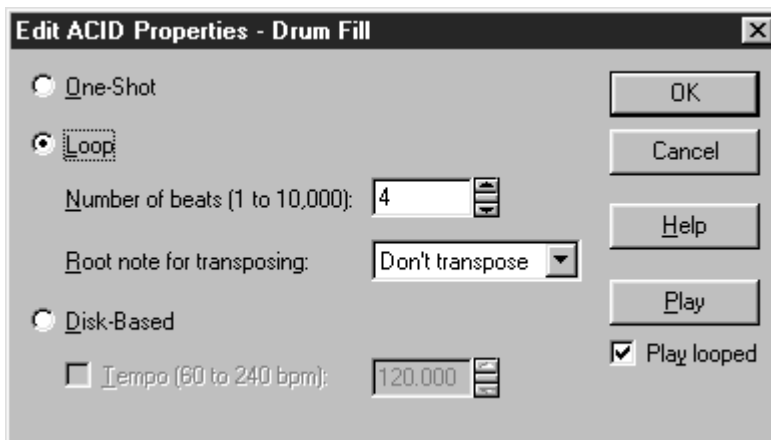 Edit ACID Properties - Drum Fill
One-Shot
OK
Loop
Cancel
Number of beats (1 to 10,000): 4
Help
Root note for transposing: Don't transpose
Disk-Based
Play
Tempo (60 to 240 bpm): 120.000
Play looped